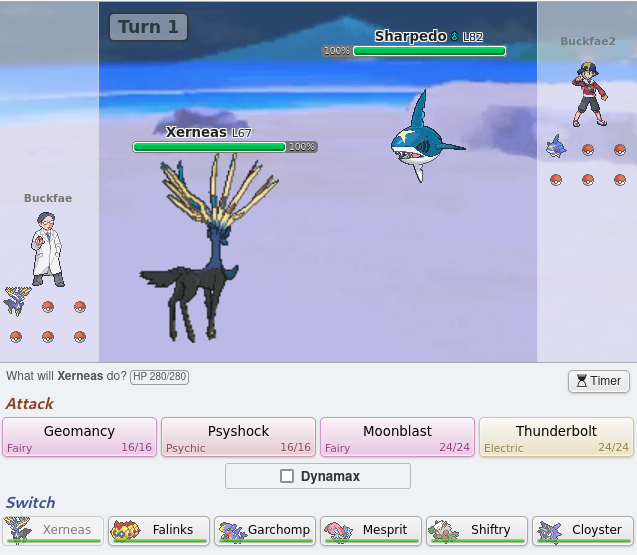 Turn 1
Sharpedo L82
100%
Buckfae2
Xerneas L67
100%
Buckfae
What will Xerneas do? HP 280/280
Timer
Attack
Geomancy
Fairy 16/16
Psyshock
Psychic 16/16
Moonblast
Fairy 24/24
Thunderbolt
Electric 24/24
Dynamax
Switch
Xerneas
Falinks
Garchomp
Mesprit
Shiftry
Cloyster